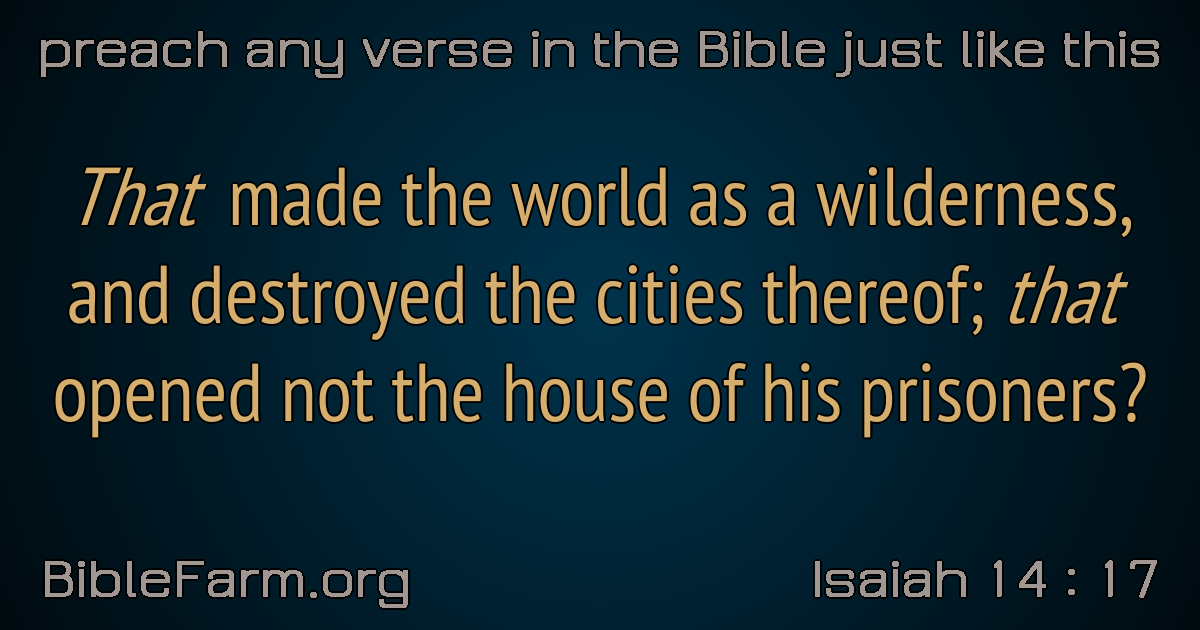 preach any verse in the Bible just like this
That made the world as a wilderness,
and destroyed the cities thereof; that
opened not the house of his prisoners?
BibleFarm.org
Isaiah 14 : 17